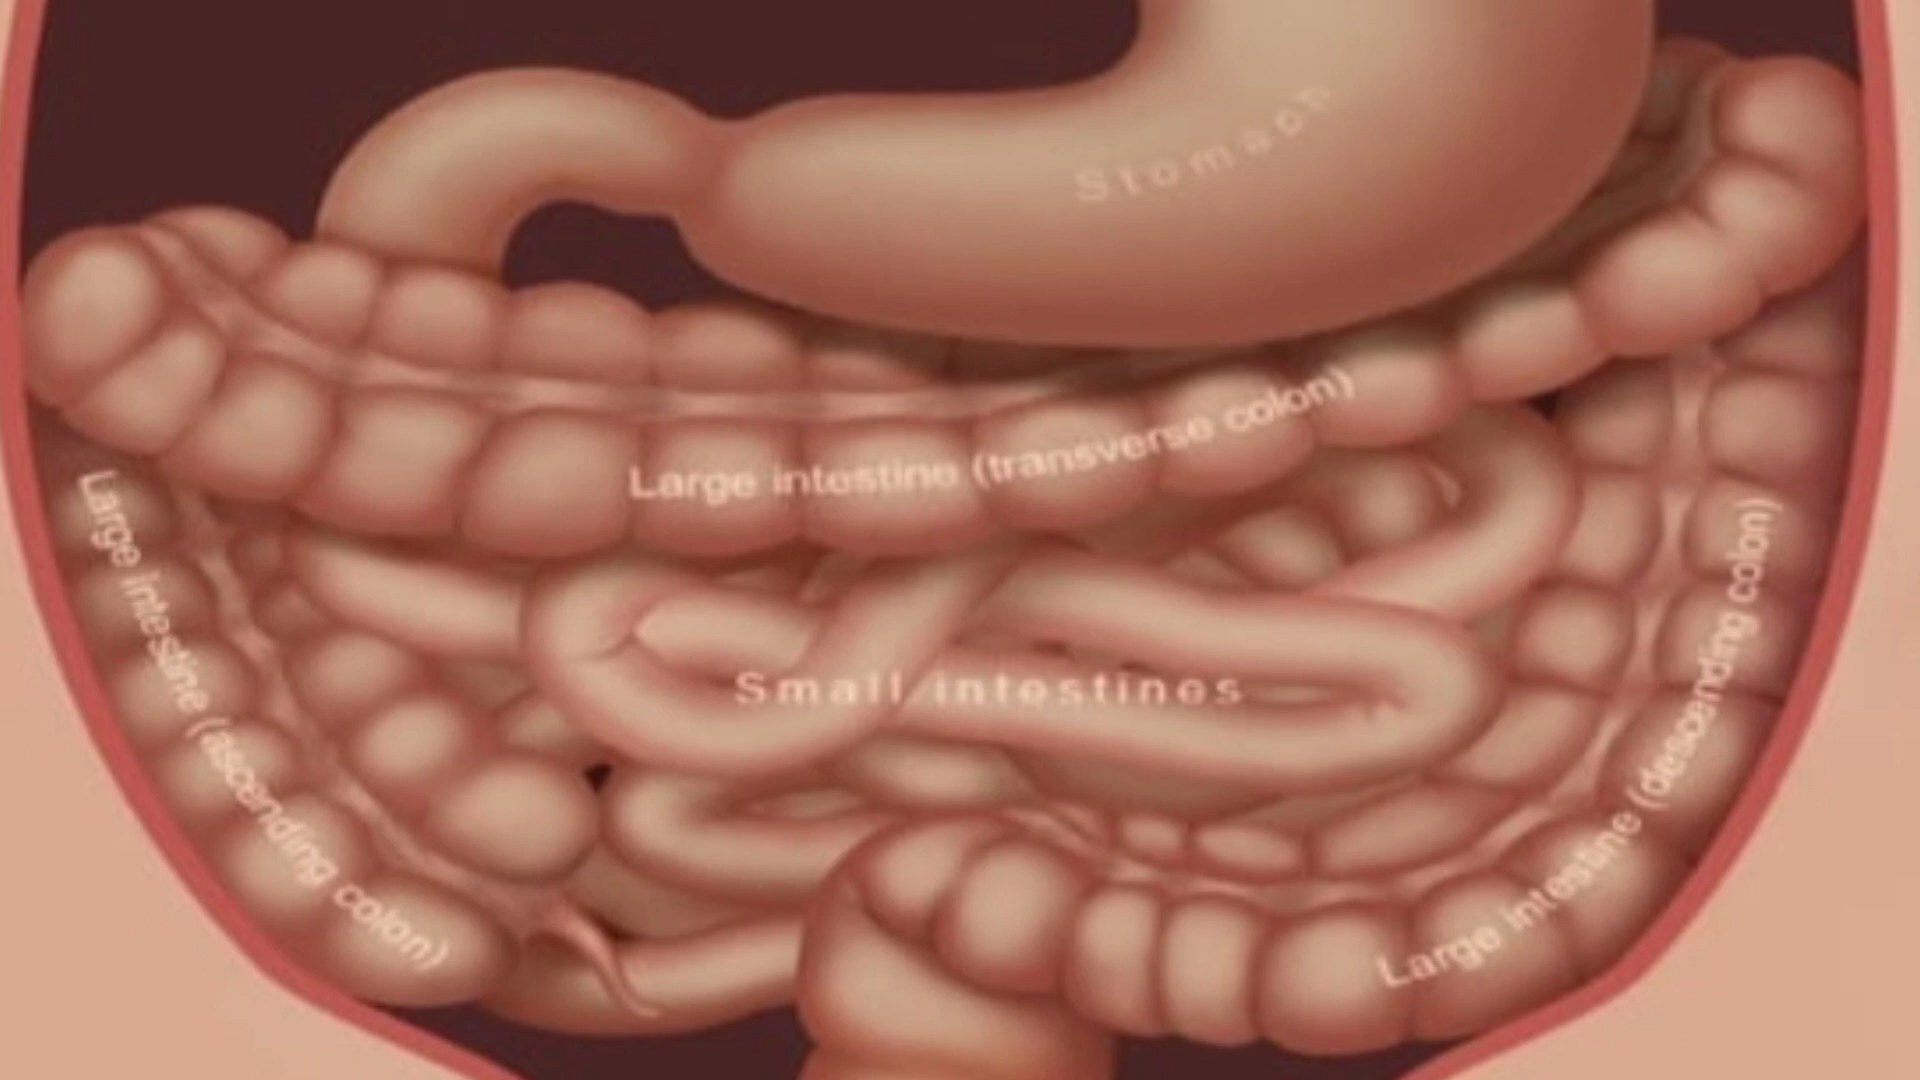 Stomach
Large intestine (transverse colon)
Large intestine (ascending colon)
Small intestines
Large intestine (descending colon)